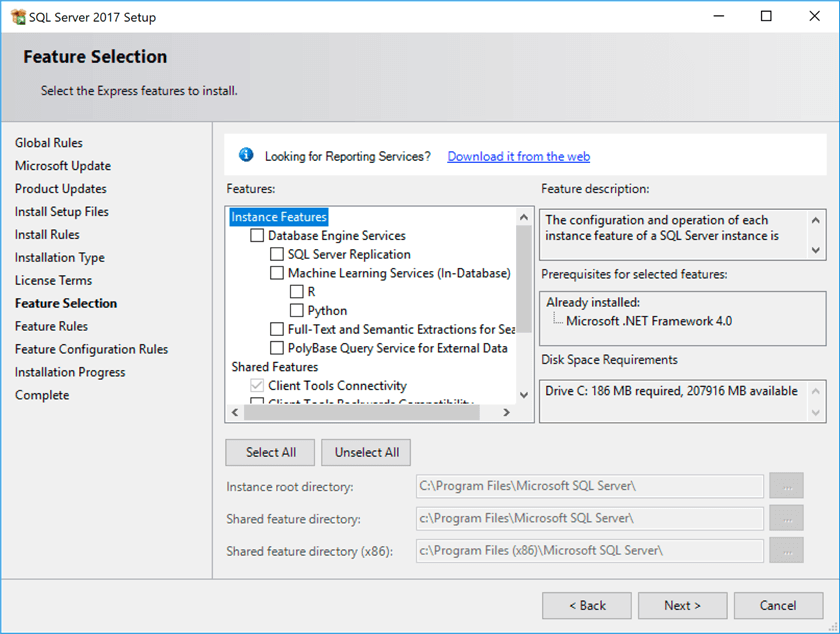 SQL Server 2017 Setup
Feature Selection
Select the Express features to install.
Global Rules
Microsoft Update
Product Updates
Install Setup Files
Install Rules
Installation Type
License Terms
Feature Selection
Feature Rules
Feature Configuration Rules
Installation Progress
Complete
Looking for Reporting Services? Download it from the web
Features:
Instance Features
Database Engine Services
SQL Server Replication
Machine Learning Services (In-Database)
R
Python
Full-Text and Semantic Extractions for Sea
PolyBase Query Service for External Data
Shared Features
Client Tools Connectivity
Client Tools Backwards Compatibility
Feature description:
The configuration and operation of each
instance feature of a SQL Server instance is
Prerequisites for selected features:
Already installed:
Microsoft .NET Framework 4.0
Disk Space Requirements
Drive C: 186 MB required, 207916 MB available
Select All
Unselect All
Instance root directory: C:\Program Files\Microsoft SQL Server\
...
Shared feature directory: c:\Program Files\Microsoft SQL Server\
...
Shared feature directory (x86): c:\Program Files (x86)\Microsoft SQL Server\
...
< Back
Next >
Cancel